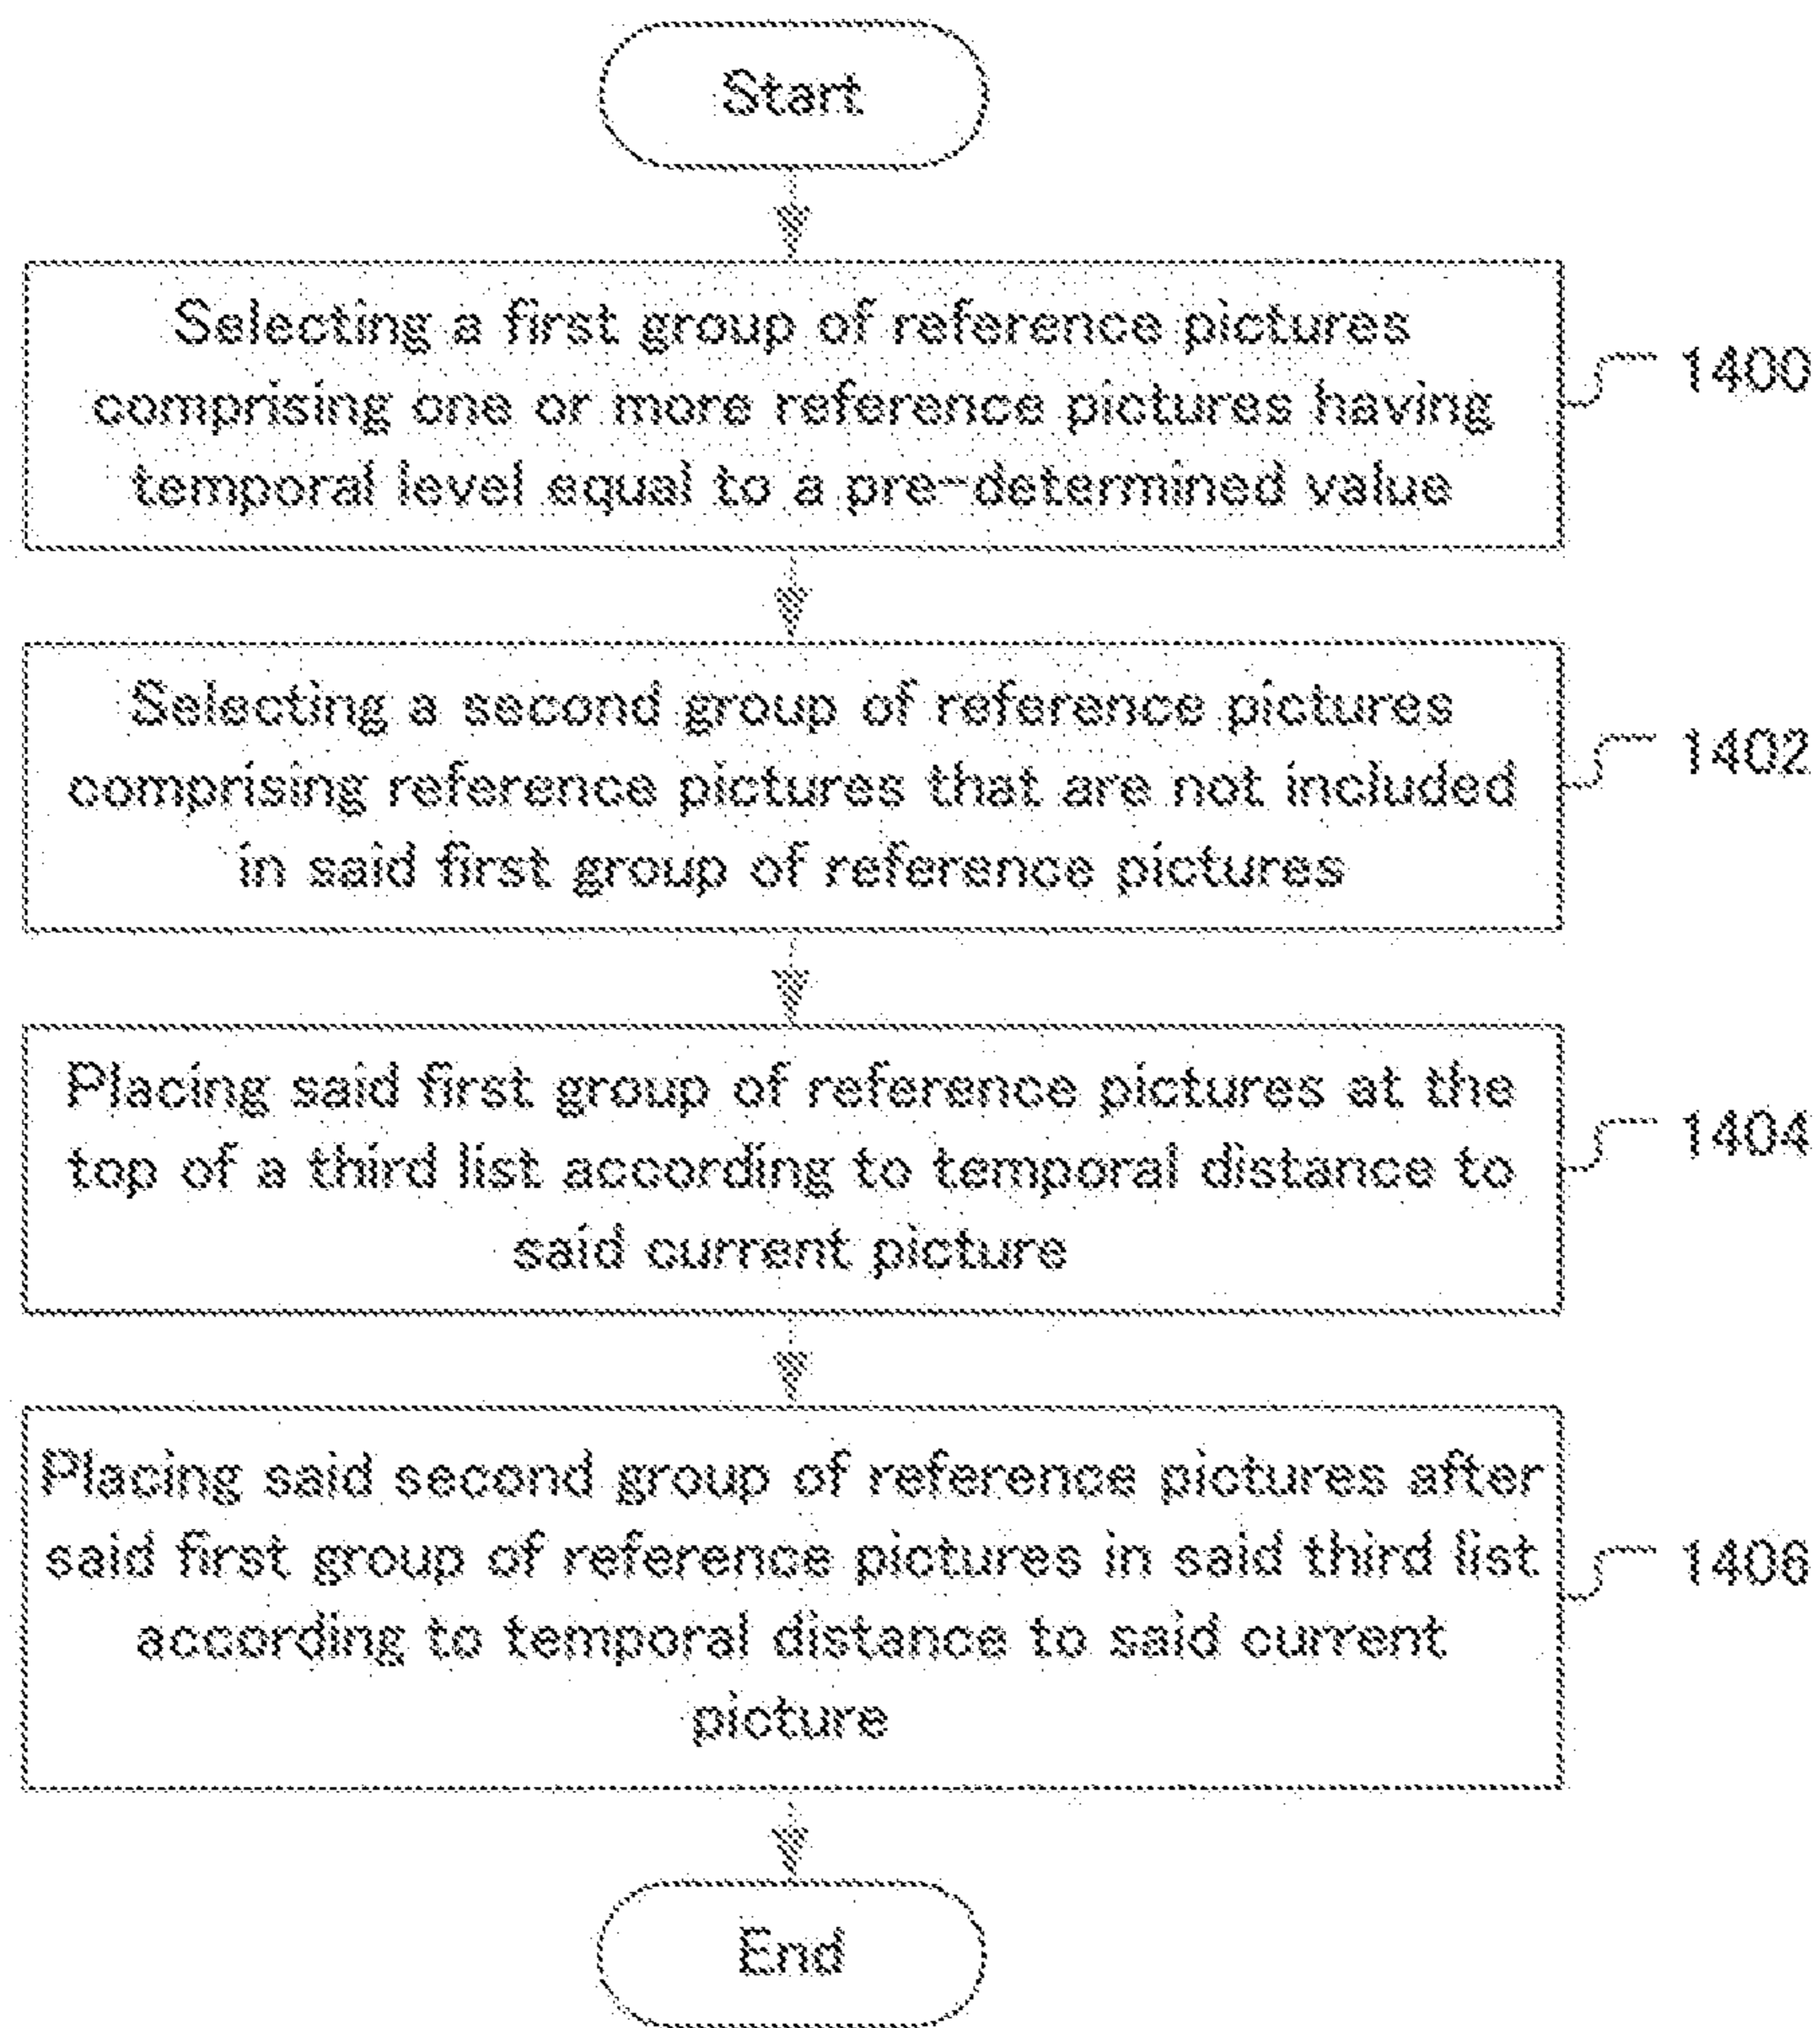 Start
Selecting a first group of reference pictures
comprising one or more reference pictures having
temporal level equal to a pre-determined value
1400
Selecting a second group of reference pictures
comprising reference pictures that are not included
in said first group of reference pictures
1402
Placing said first group of reference pictures at the
top of a third list according to temporal distance to
said current picture
1404
Placing said second group of reference pictures after
said first group of reference pictures in said third list
according to temporal distance to said current
picture
1406
End